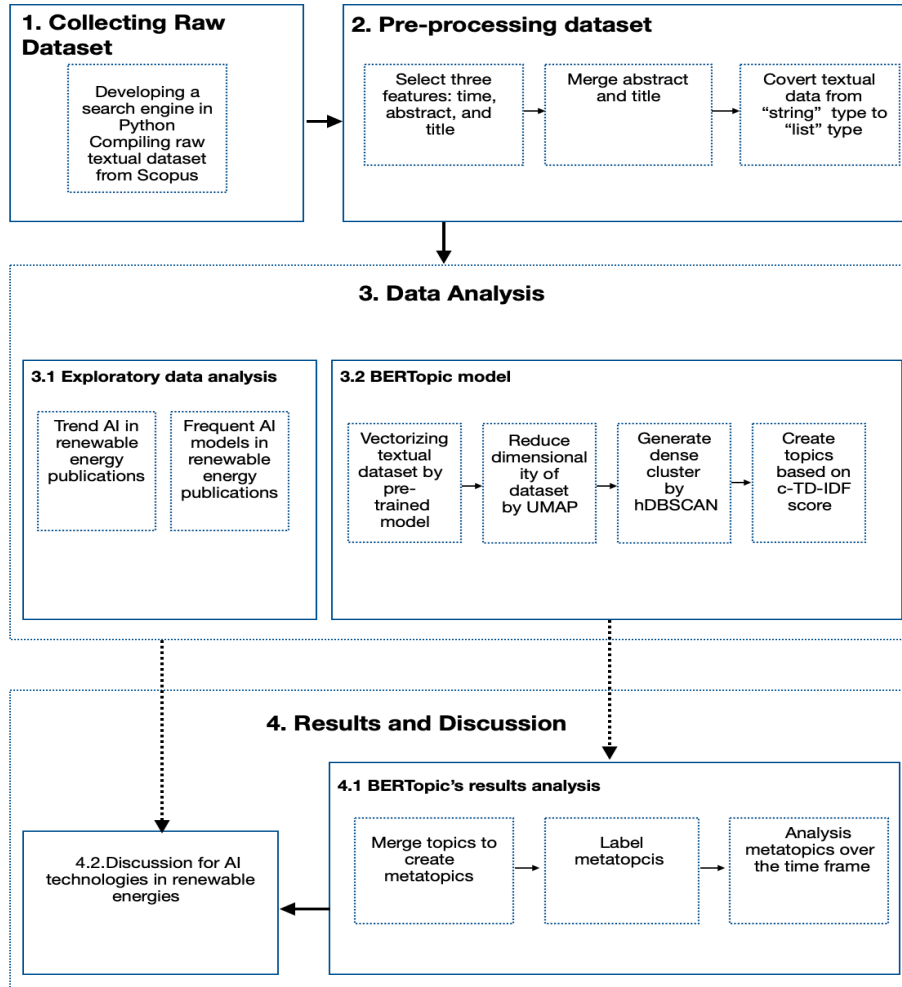 1. Collecting Raw
Dataset
Developing a
search engine in
Python
Compiling raw
textual dataset
from Scopus
2. Pre-processing dataset
Select three
features: time,
abstract, and
title
Merge abstract
and title
Covert textual
data from
“string” type to
“list” type
3. Data Analysis
3.1 Exploratory data analysis
Trend AI in
renewable
energy
publications
Frequent AI
models in
renewable
energy
publications
3.2 BERTopic model
Vectorizing
textual
dataset by
pre-
trained
model
Reduce
dimensional
ity of
dataset
by UMAP
Generate
dense
cluster
by
hDBSCAN
Create
topics
based on
c-TD-IDF
score
4. Results and Discussion
4.1 BERTopic’s results analysis
Merge topics to
create
metatopics
Label
metatopcis
Analysis
metatopics over
the time frame
4.2.Discussion for AI
technologies in renewable
energies